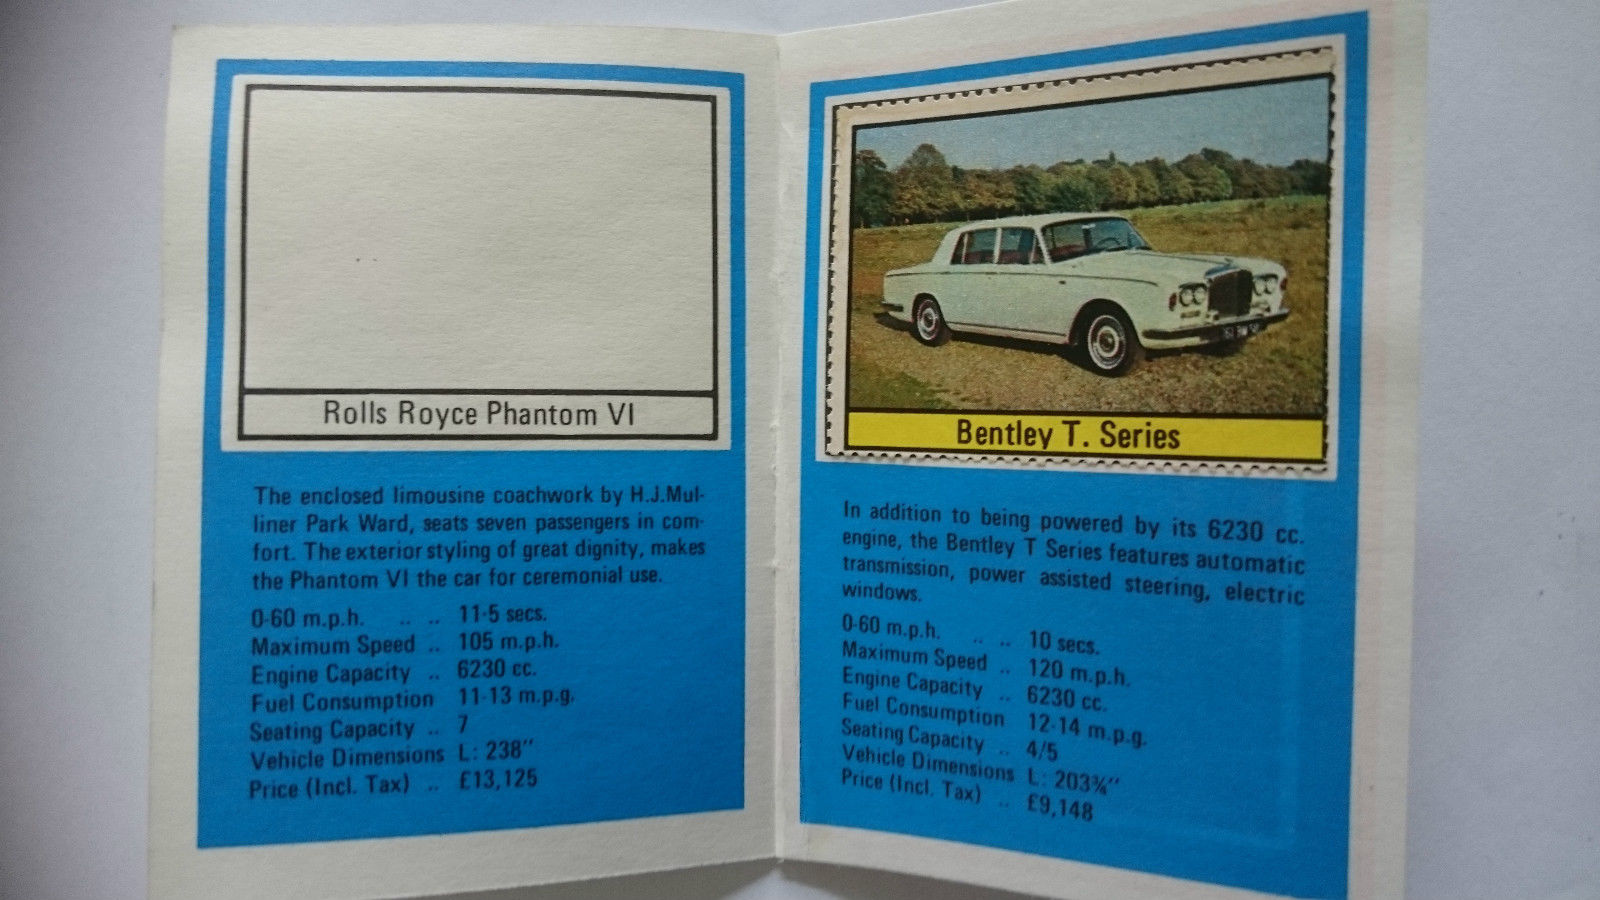 Rolls Royce Phantom VI
The enclosed limousine coachwork by H.J.Mul-
liner Park Ward, seats seven passengers in com-
fort. The exterior styling of great dignity, makes
the Phantom VI the car for ceremonial use.
0-60 m.p.h. .. .. 11·5 secs.
Maximum Speed .. 105 m.p.h.
Engine Capacity .. 6230 cc.
Fuel Consumption 11-13 m.p.g.
Seating Capacity .. 7
Vehicle Dimensions L: 238″
Price (Incl. Tax) .. £13,125
Bentley T. Series
In addition to being powered by its 6230 cc.
engine, the Bentley T Series features automatic
transmission, power assisted steering, electric
windows.
0-60 m.p.h. .. .. 10 secs.
Maximum Speed .. 120 m.p.h.
Engine Capacity .. 6230 cc.
Fuel Consumption 12-14 m.p.g.
Seating Capacity .. 4/5
Vehicle Dimensions L: 203¾″
Price (Incl. Tax) .. £9,148